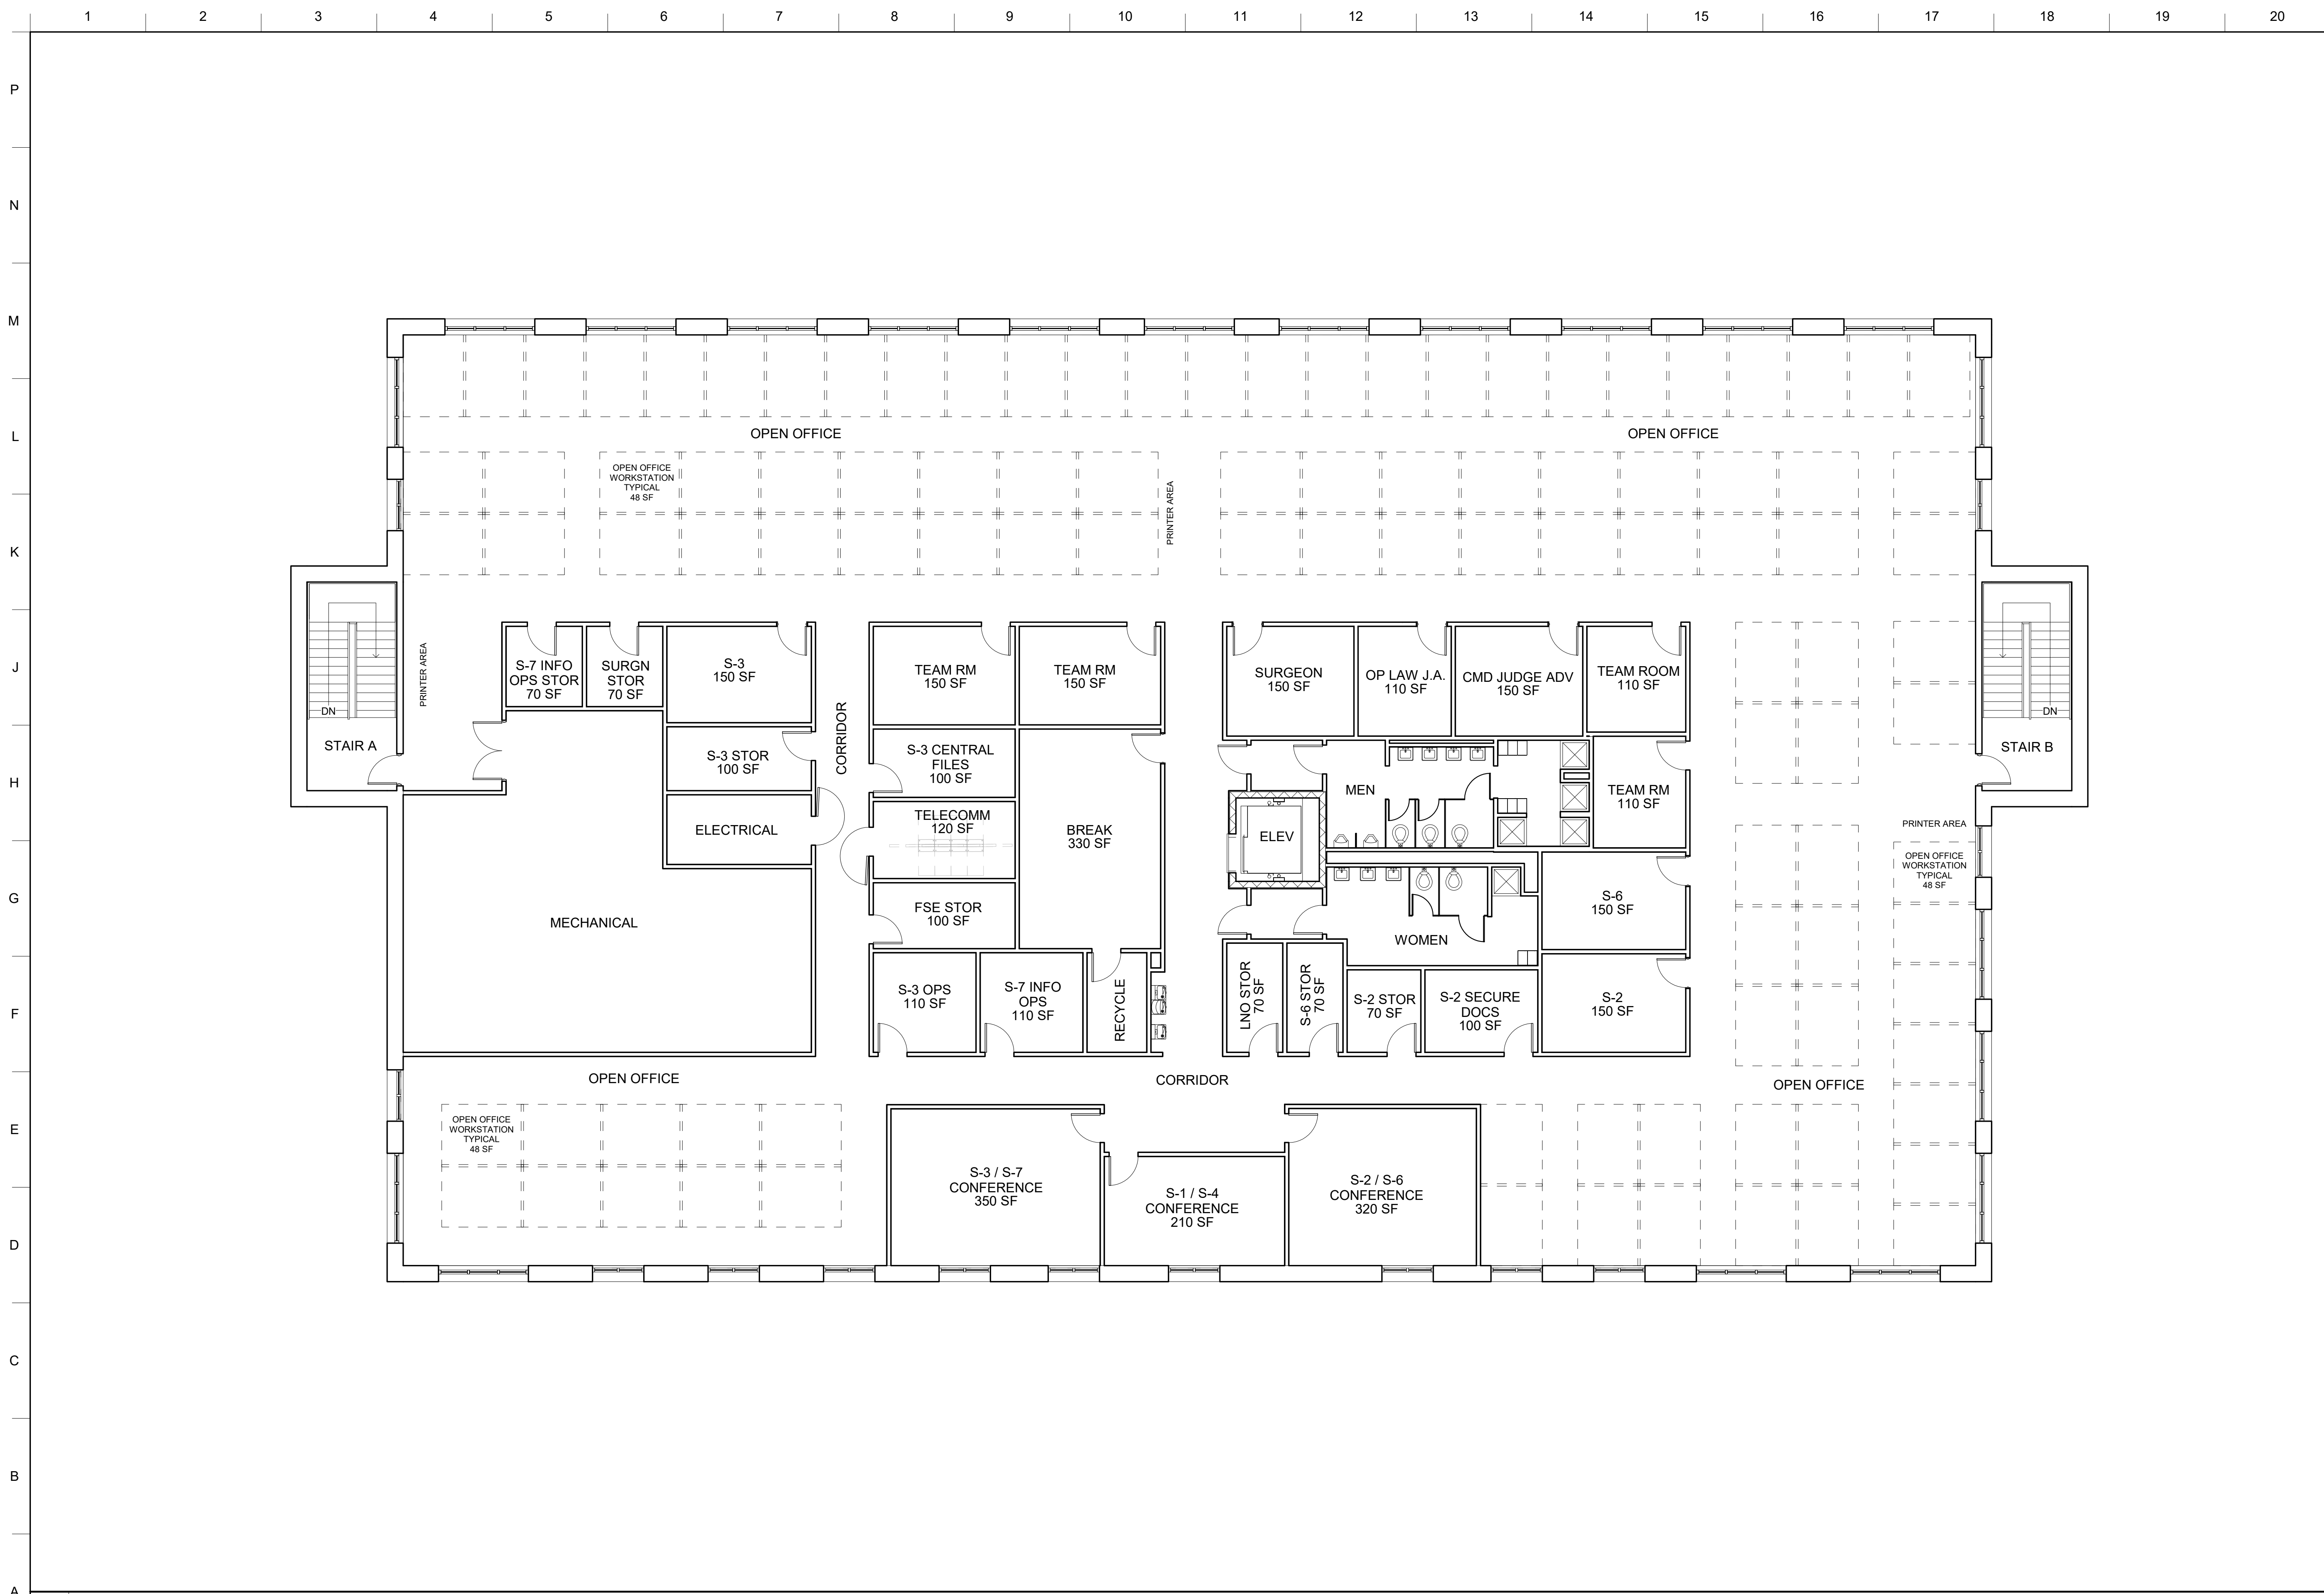 1 2 3 4 5 6 7 8 9 10 11 12 13 14 15 16 17 18 19 20
P
N
M
L
K
J
H
G
F
E
D
C
B
A
OPEN OFFICE
OPEN OFFICE
OPEN OFFICE
WORKSTATION
TYPICAL
48 SF
PRINTER AREA
PRINTER AREA
DN
STAIR A
S-7 INFO
OPS STOR
70 SF
SURGN
STOR
70 SF
S-3
150 SF
CORRIDOR
TEAM RM
150 SF
TEAM RM
150 SF
SURGEON
150 SF
OP LAW J.A.
110 SF
CMD JUDGE ADV
150 SF
TEAM ROOM
110 SF
DN
STAIR B
S-3 STOR
100 SF
S-3 CENTRAL
FILES
100 SF
MEN
TEAM RM
110 SF
ELECTRICAL
TELECOMM
120 SF
BREAK
330 SF
ELEV
PRINTER AREA
OPEN OFFICE
WORKSTATION
TYPICAL
48 SF
MECHANICAL
FSE STOR
100 SF
WOMEN
S-6
150 SF
S-3 OPS
110 SF
S-7 INFO
OPS
110 SF
RECYCLE
LNO STOR
70 SF
S-6 STOR
70 SF
S-2 STOR
70 SF
S-2 SECURE
DOCS
100 SF
S-2
150 SF
OPEN OFFICE
CORRIDOR
OPEN OFFICE
OPEN OFFICE
WORKSTATION
TYPICAL
48 SF
S-3 / S-7
CONFERENCE
350 SF
S-1 / S-4
CONFERENCE
210 SF
S-2 / S-6
CONFERENCE
320 SF